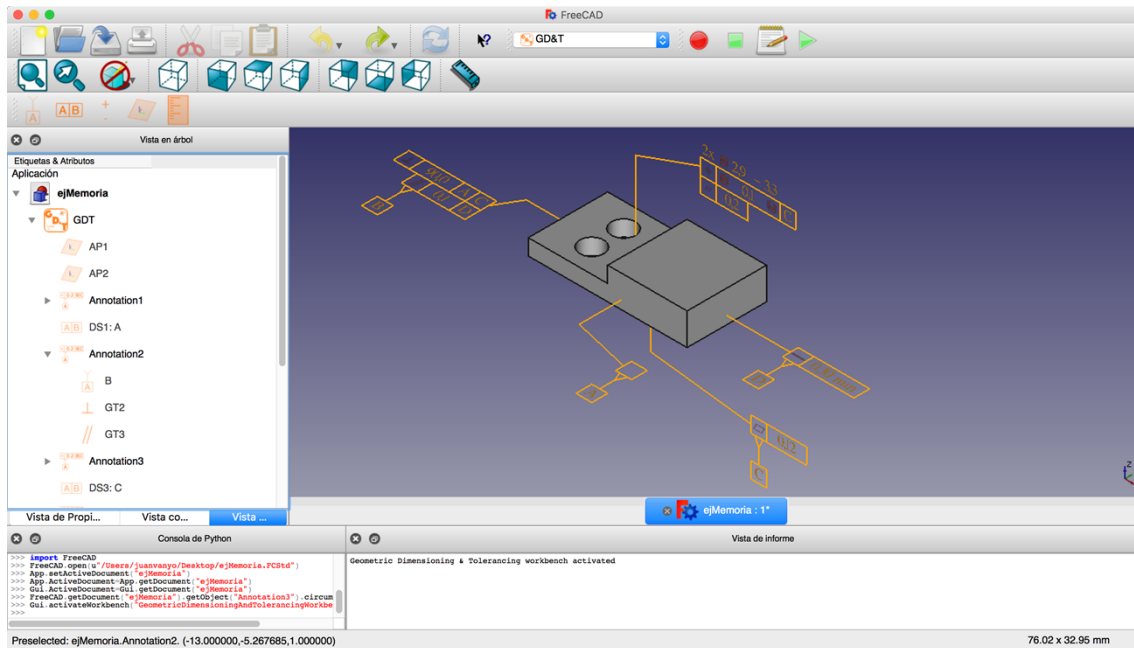 FreeCAD
GD&T
A
A B
Vista en árbol
Etiquetas & Atributos
Aplicación
ejMemoria
GDT
AP1
AP2
Annotation1
A B DS1: A
Annotation2
A B
GT2
GT3
Annotation3
A B DS3: C
Vista de Propi...
Vista co...
Vista ...
2x 29 - 33
C
A
C
Z
ejMemoria : 1*
Consola de Python
>>> import FreeCAD
>>> FreeCAD.open(u"/Users/juanvanyo/Desktop/ejMemoria.FCStd")
>>> App.setActiveDocument("ejMemoria")
>>> App.ActiveDocument=App.getDocument("ejMemoria")
>>> Gui.ActiveDocument=Gui.getDocument("ejMemoria")
>>> FreeCAD.getDocument("ejMemoria").getObject("Annotation3").circum
>>> Gui.activateWorkbench("GeometricDimensioningAndTolerancingWorkbe
>>>
Vista de informe
Geometric Dimensioning & Tolerancing workbench activated
Preselected: ejMemoria.Annotation2. (-13.000000,-5.267685,1.000000)
76.02 x 32.95 mm